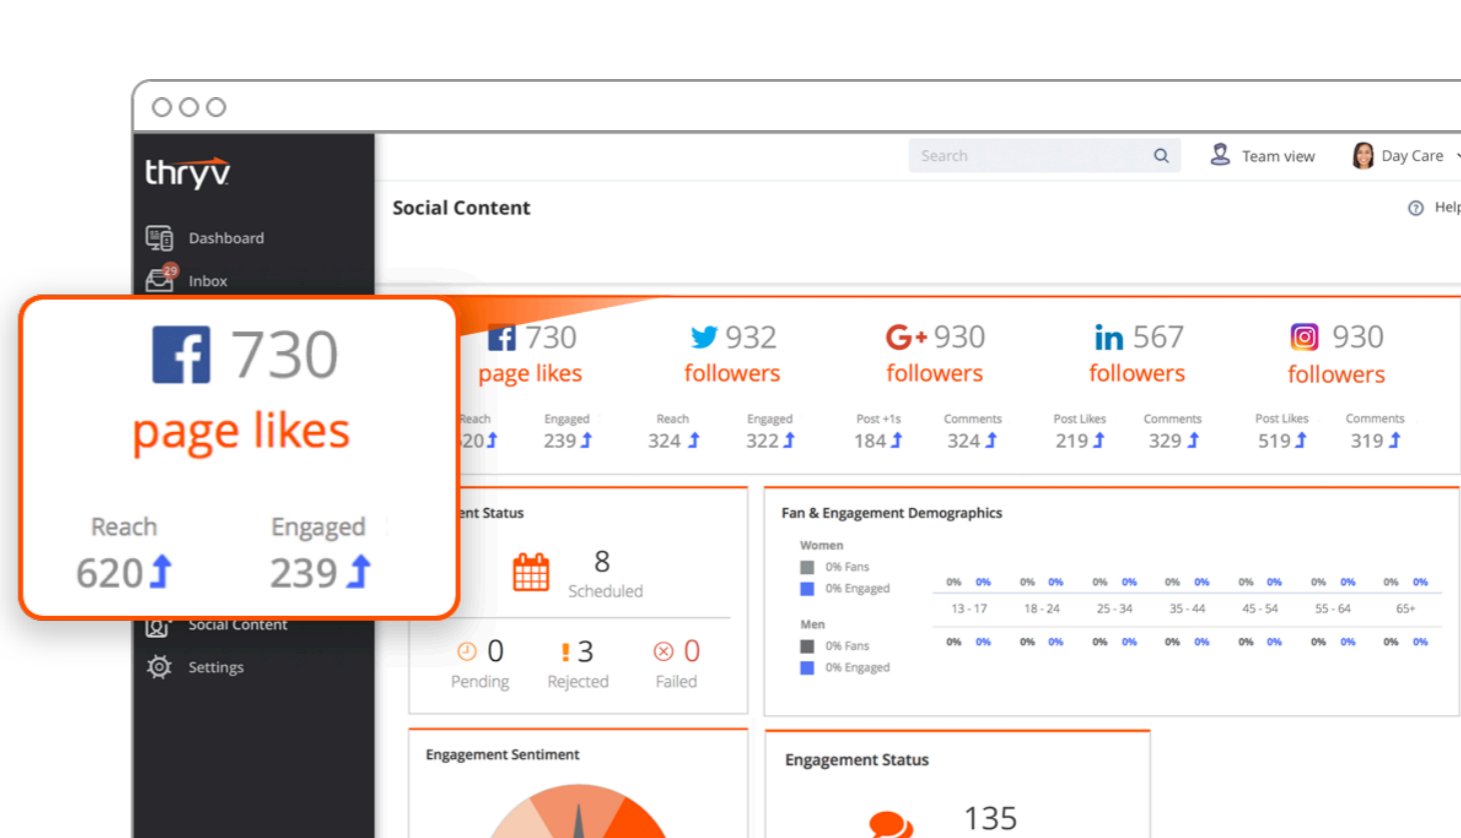 thryv
Search
Team view
Day Care
Social Content
Help
Dashboard
29
Inbox
730
page likes
Reach
Engaged
620
239
730
932
G+ 930
in 567
930
page likes
followers
followers
followers
followers
Reach
Engaged
Reach
Engaged
Post +1s
Comments
Post Likes
Comments
Post Likes
Comments
20
239
324
322
184
324
219
329
519
319
Social Content
Settings
ent Status
8
Scheduled
0
3
0
Pending
Rejected
Failed
Fan & Engagement Demographics
Women
0% Fans
0% Engaged
0% 0% 0% 0% 0% 0% 0% 0% 0% 0% 0% 0% 0% 0%
13 - 17 18 - 24 25 - 34 35 - 44 45 - 54 55 - 64 65+
Men
0% Fans
0% Engaged
0% 0% 0% 0% 0% 0% 0% 0% 0% 0% 0% 0% 0% 0%
Engagement Sentiment
Engagement Status
135